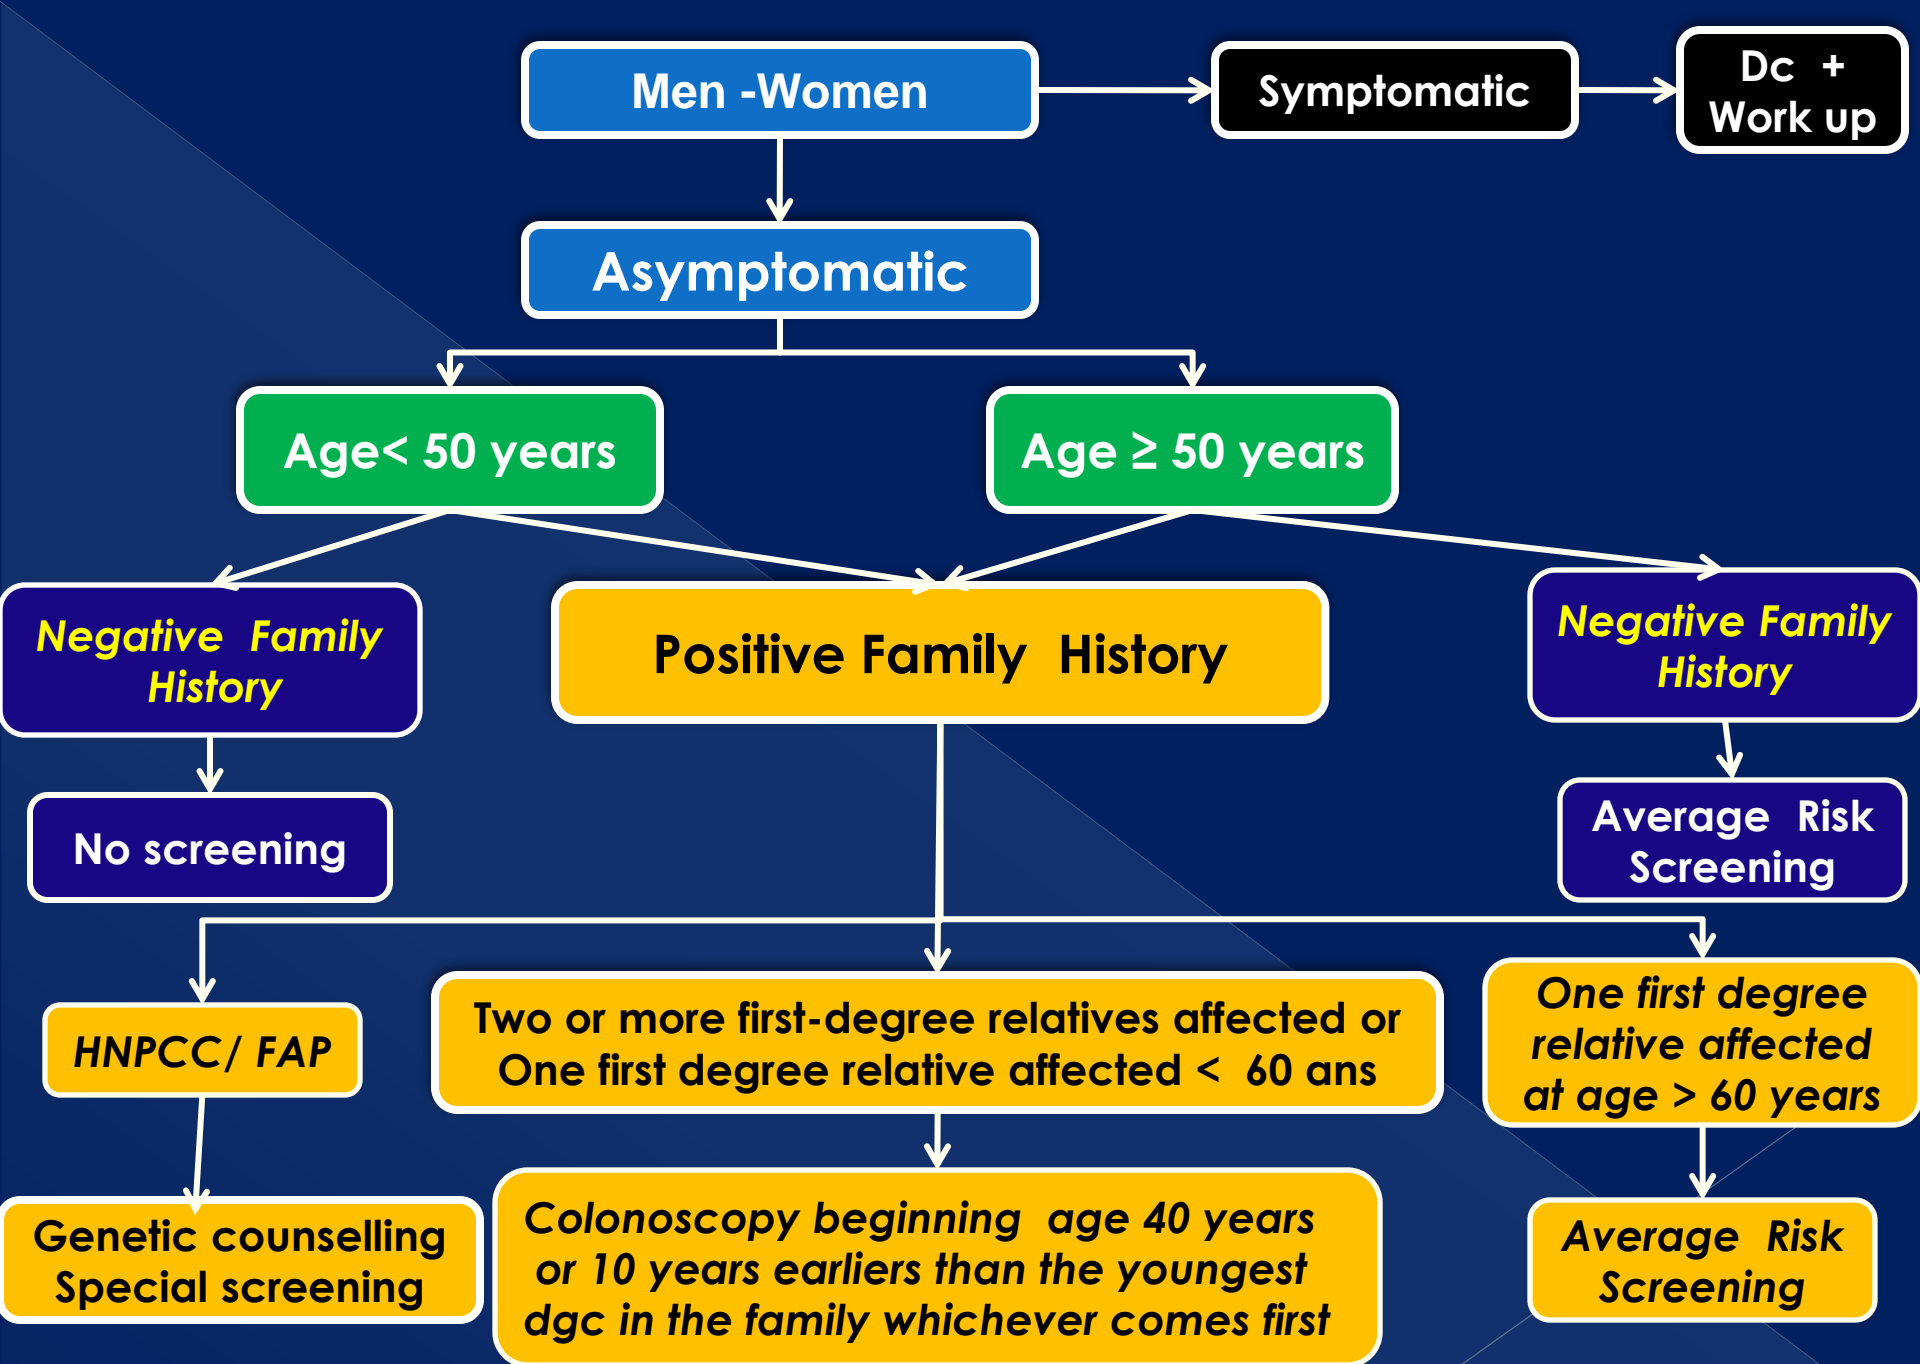 Men -Women
Symptomatic
Dc +
Work up
Asymptomatic
Age< 50 years
Age ≥ 50 years
Negative Family
History
Positive Family History
Negative Family
History
No screening
Average Risk
Screening
HNPCC/ FAP
Two or more first-degree relatives affected or
One first degree relative affected < 60 ans
One first degree
relative affected
at age > 60 years
Genetic counselling
Special screening
Colonoscopy beginning age 40 years
or 10 years earliers than the youngest
dgc in the family whichever comes first
Average Risk
Screening